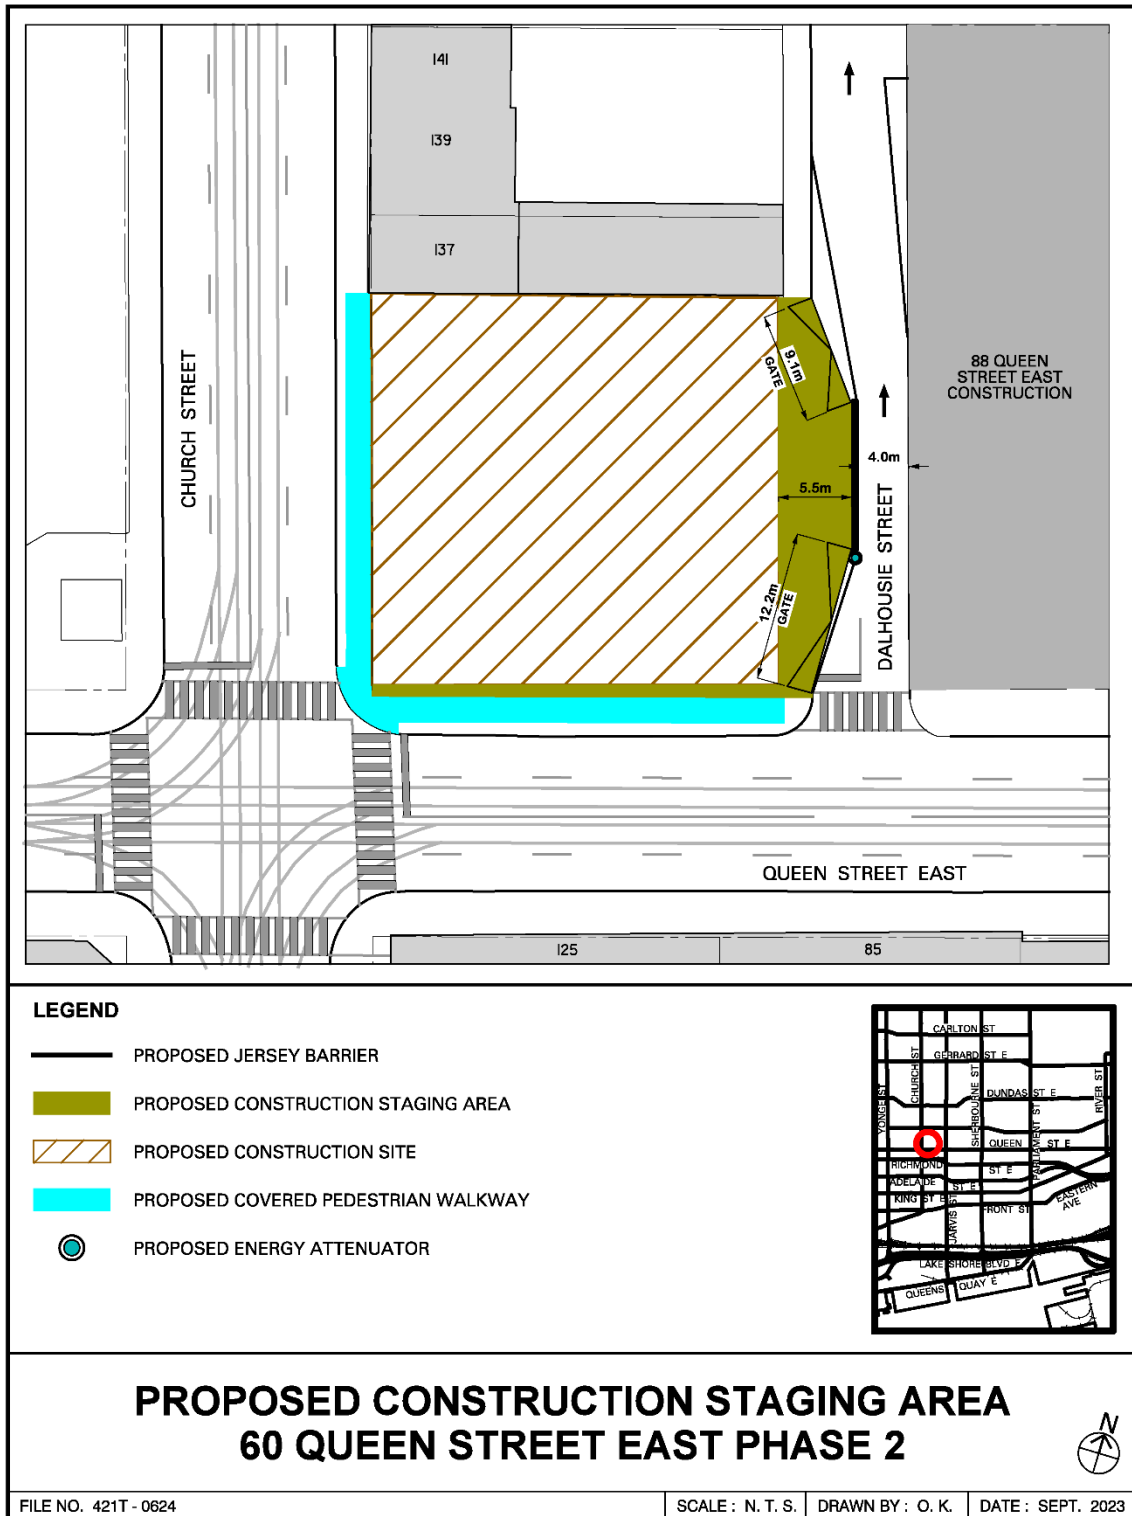 141
139
137
CHURCH STREET
9.1m
GATE
88 QUEEN
STREET EAST
CONSTRUCTION
4.0m
5.5m
DALHOUSIE STREET
12.2m
GATE
QUEEN STREET EAST
125
85
LEGEND
PROPOSED JERSEY BARRIER
PROPOSED CONSTRUCTION STAGING AREA
PROPOSED CONSTRUCTION SITE
PROPOSED COVERED PEDESTRIAN WALKWAY
PROPOSED ENERGY ATTENUATOR
CARLTON ST
GERRARD ST E
DUNDAS ST E
YONGE ST
CHURCH ST
SHERBOURNE ST
PARLIAMENT ST
RIVER ST
QUEEN ST E
RICHMOND ST E
ADELAIDE ST E
KING ST E
JARVIS ST
FRONT ST
EASTERN
AVE
LAKE SHORE BLVD E
QUEENS QUAY E
PROPOSED CONSTRUCTION STAGING AREA
60 QUEEN STREET EAST PHASE 2
N
FILE NO. 421T - 0624
SCALE : N. T. S.
DRAWN BY : O. K.
DATE : SEPT. 2023